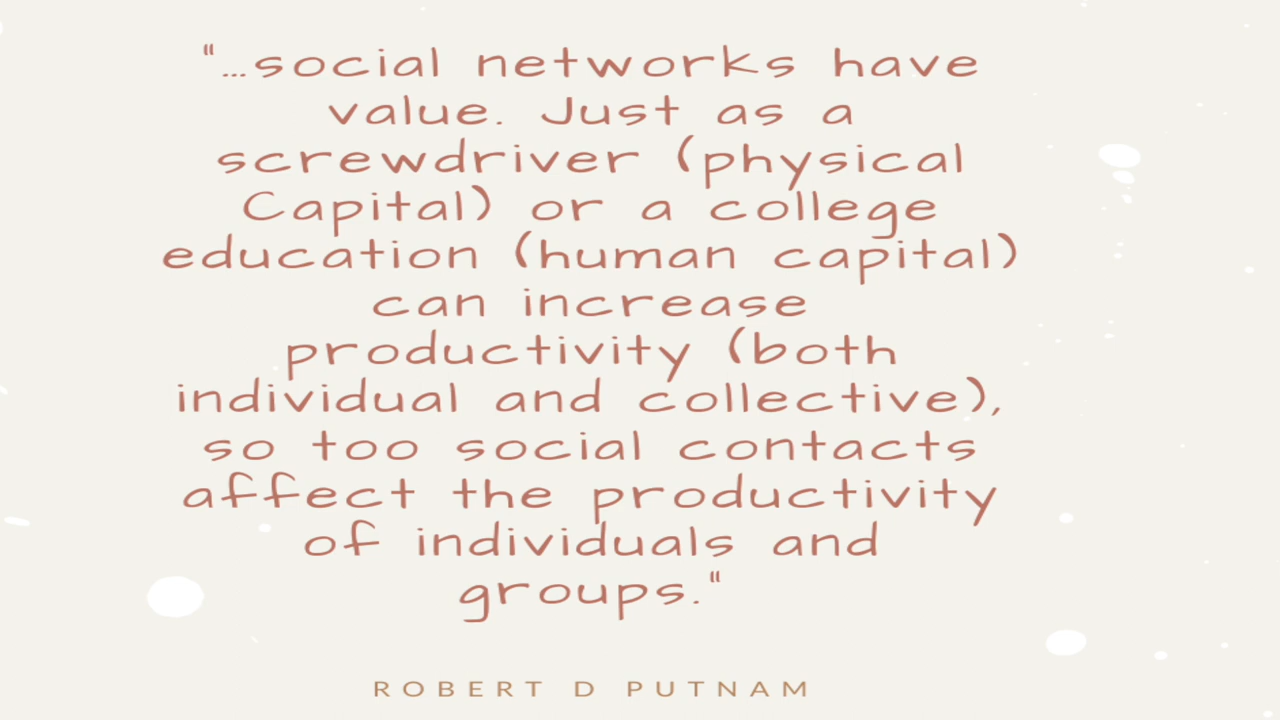 "...social networks have
value. Just as a
screwdriver (physical
Capital) or a college
education (human capital)
can increase
productivity (both
individual and collective),
so too social contacts
affect the productivity
of individuals and
groups."
ROBERT D PUTNAM